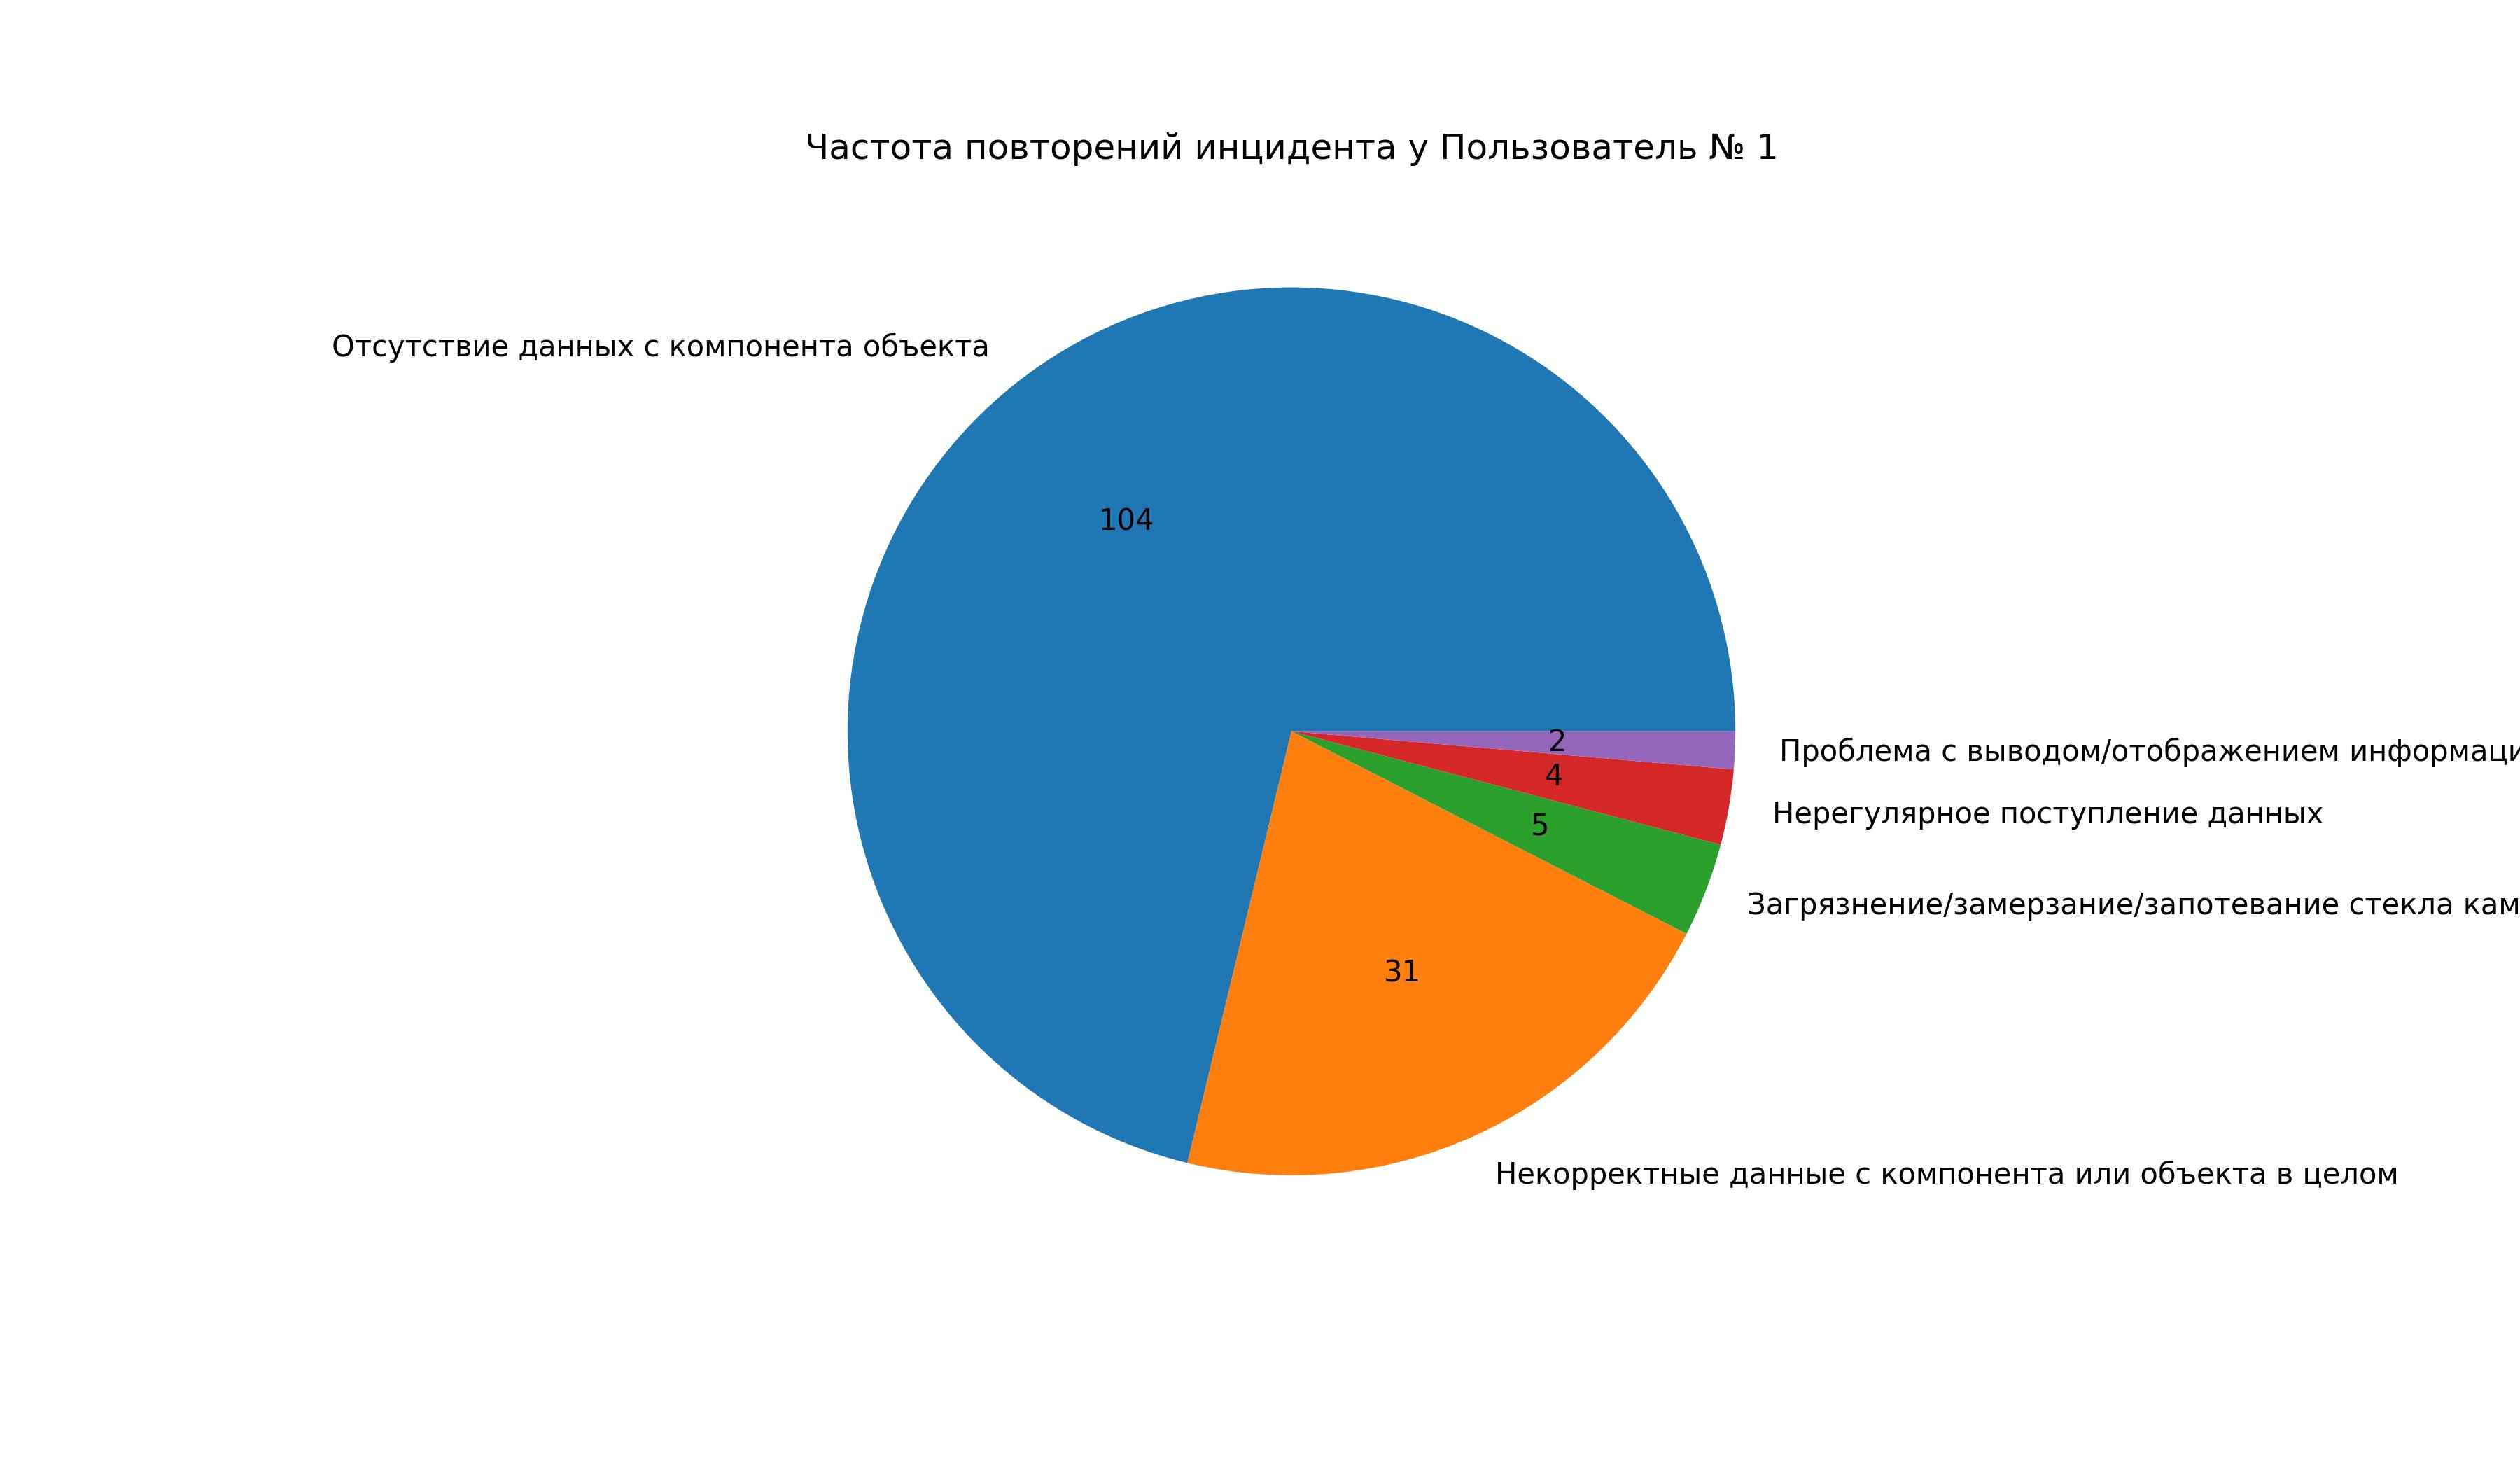 Частота повторений инцидента у Пользователь № 1
Отсутствие данных с компонента объекта
104
2
Проблема с выводом/отображением информаци
4
Нерегулярное поступление данных
5
Загрязнение/замерзание/запотевание стекла кам
31
Некорректные данные с компонента или объекта в целом